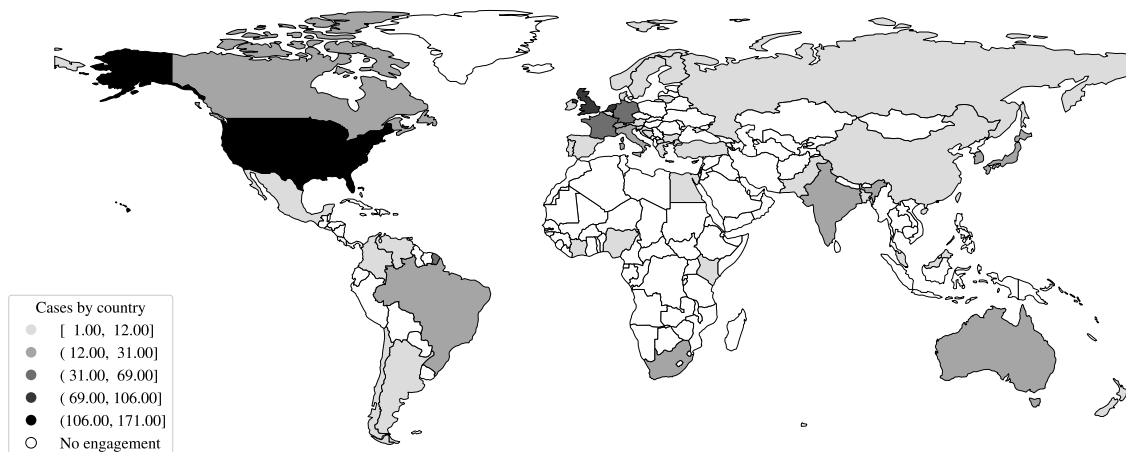 Cases by country
[ 1.00, 12.00]
( 12.00, 31.00]
( 31.00, 69.00]
( 69.00, 106.00]
(106.00, 171.00]
No engagement